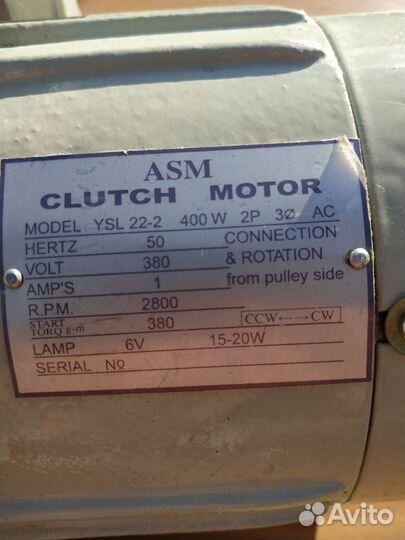 ASM
CLUTCH MOTOR
MODEL YSL 22-2 400 W 2P 3Ø AC
HERTZ 50 CONNECTION
VOLT 380 & ROTATION
AMP'S 1 from pulley side
R.P.M. 2800
START TORQ g-m 380 CCW←--→CW
LAMP 6V 15-20W
SERIAL No
Avito